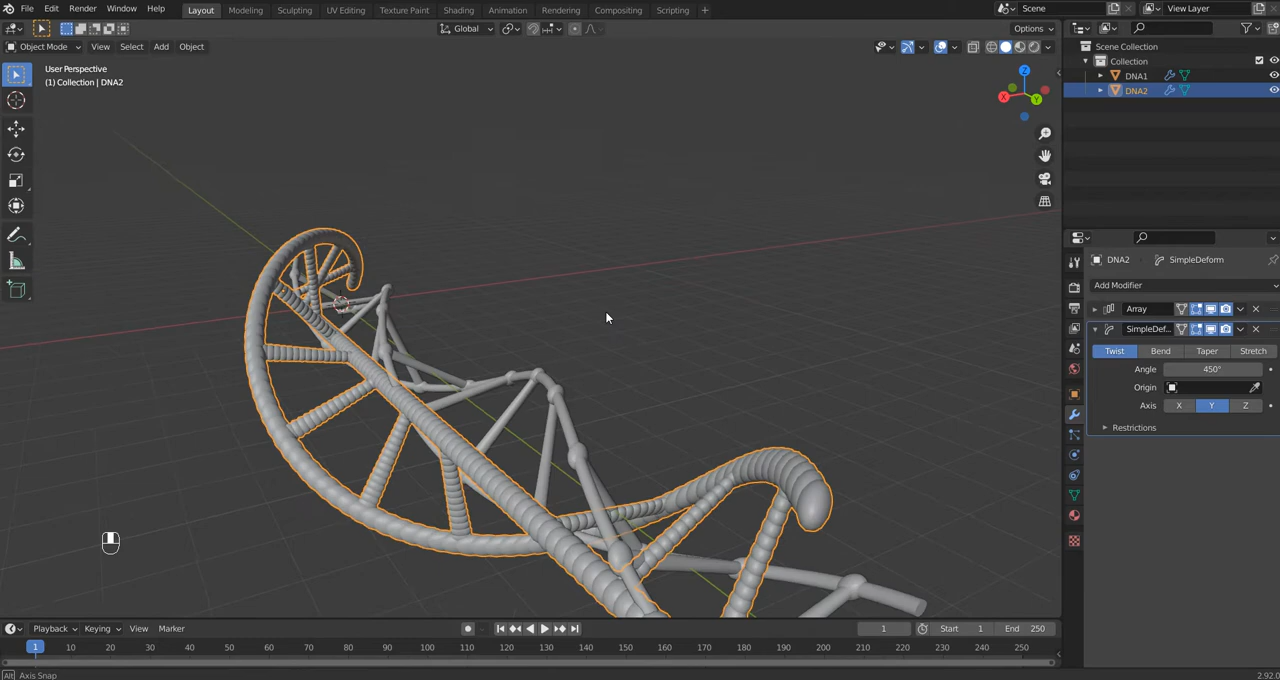 File Edit Render Window Help Layout Modeling Sculpting UV Editing Texture Paint Shading Animation Rendering Compositing Scripting + Scene View Layer
Global Options
Object Mode View Select Add Object
User Perspective
(1) Collection | DNA2
Z
X
Y
Scene Collection
Collection
DNA1
DNA2
DNA2 SimpleDeform
Add Modifier
Array
SimpleDef...
Twist Bend Taper Stretch
Angle 450°
Origin
Axis X Y Z
Restrictions
Playback Keying View Marker 1 Start 1 End 250
1 10 20 30 40 50 60 70 80 90 100 110 120 130 140 150 160 170 180 190 200 210 220 230 240 250
Alt Axis Snap 2.92.0